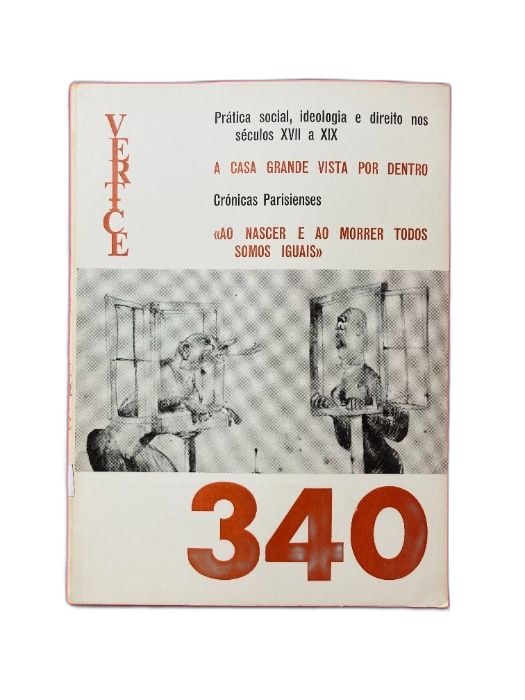 VERTICE
Prática social, ideologia e direito nos
séculos XVII a XIX
A CASA GRANDE VISTA POR DENTRO
Crónicas Parisienses
«AO NASCER E AO MORRER TODOS
SOMOS IGUAIS»
340